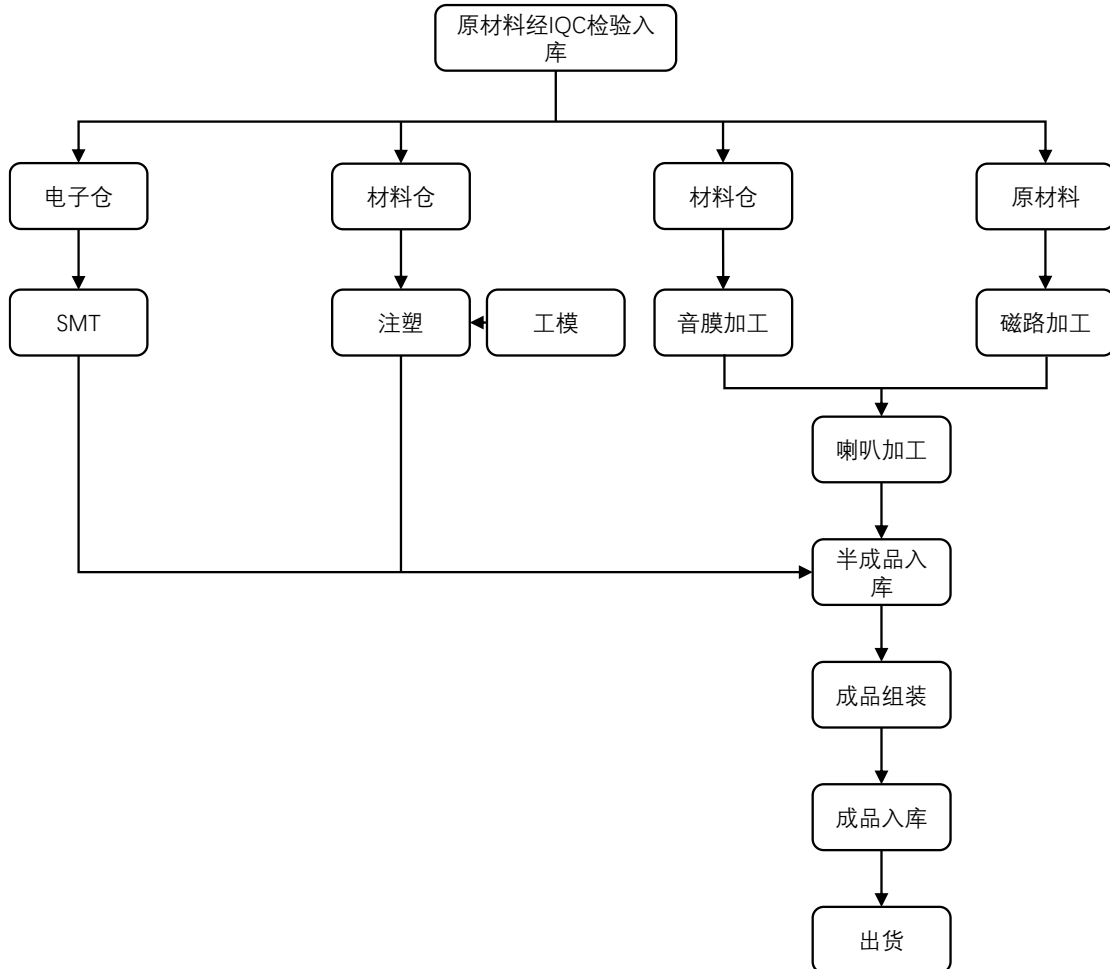 原材料经IQC检验入
库
电子仓
材料仓
材料仓
原材料
SMT
注塑
工模
音膜加工
磁路加工
喇叭加工
半成品入
库
成品组装
成品入库
出货